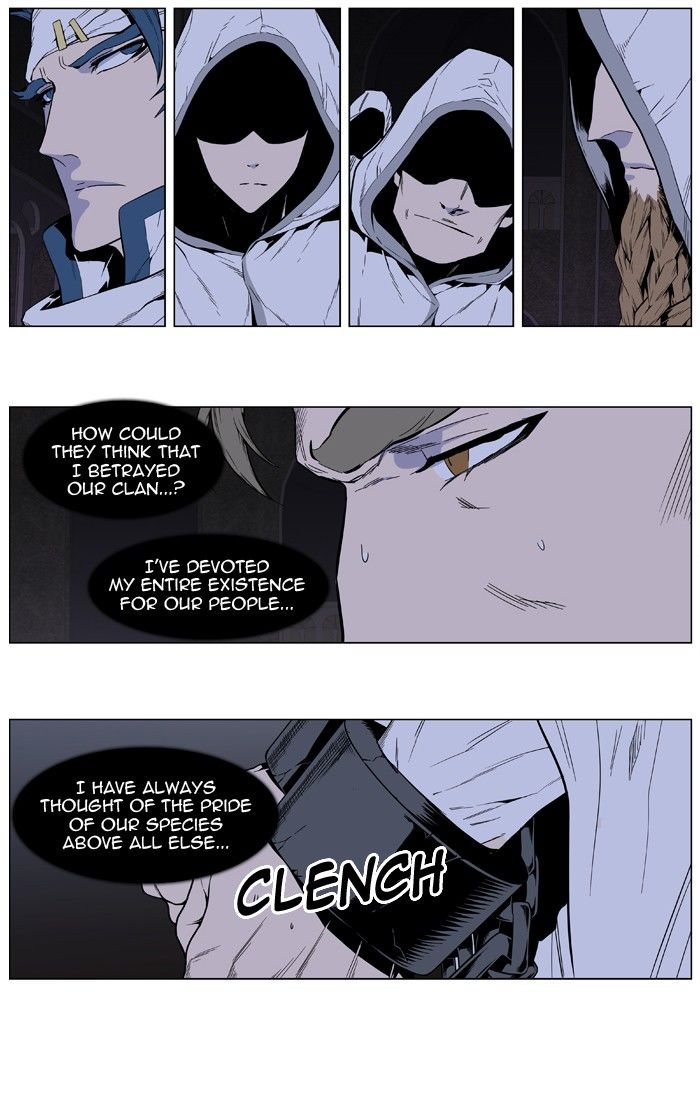 HOW COULD
THEY THINK THAT
I BETRAYED
OUR CLAN...?
I'VE DEVOTED
MY ENTIRE EXISTENCE
FOR OUR PEOPLE...
I HAVE ALWAYS
THOUGHT OF THE PRIDE
OF OUR SPECIES
ABOVE ALL ELSE...
CLENCH